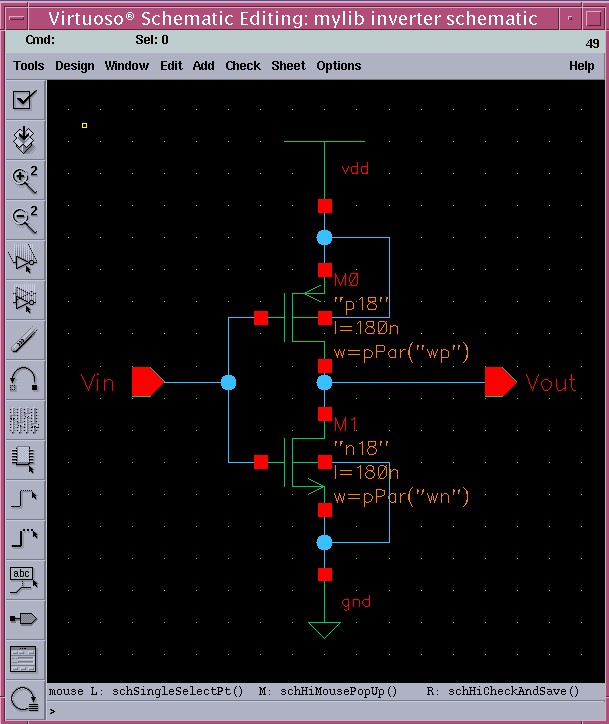 Virtuoso® Schematic Editing: mylib inverter schematic
Cmd: Sel: 0 49
Tools Design Window Edit Add Check Sheet Options Help
2
2
vdd
M0
"p18"
l=180n
w=pPar("wp")
Vin Vout
M1
"n18"
l=180n
w=pPar("wn")
abc
gnd
mouse L: schSingleSelectPt() M: schHiMousePopUp() R: schHiCheckAndSave()
>